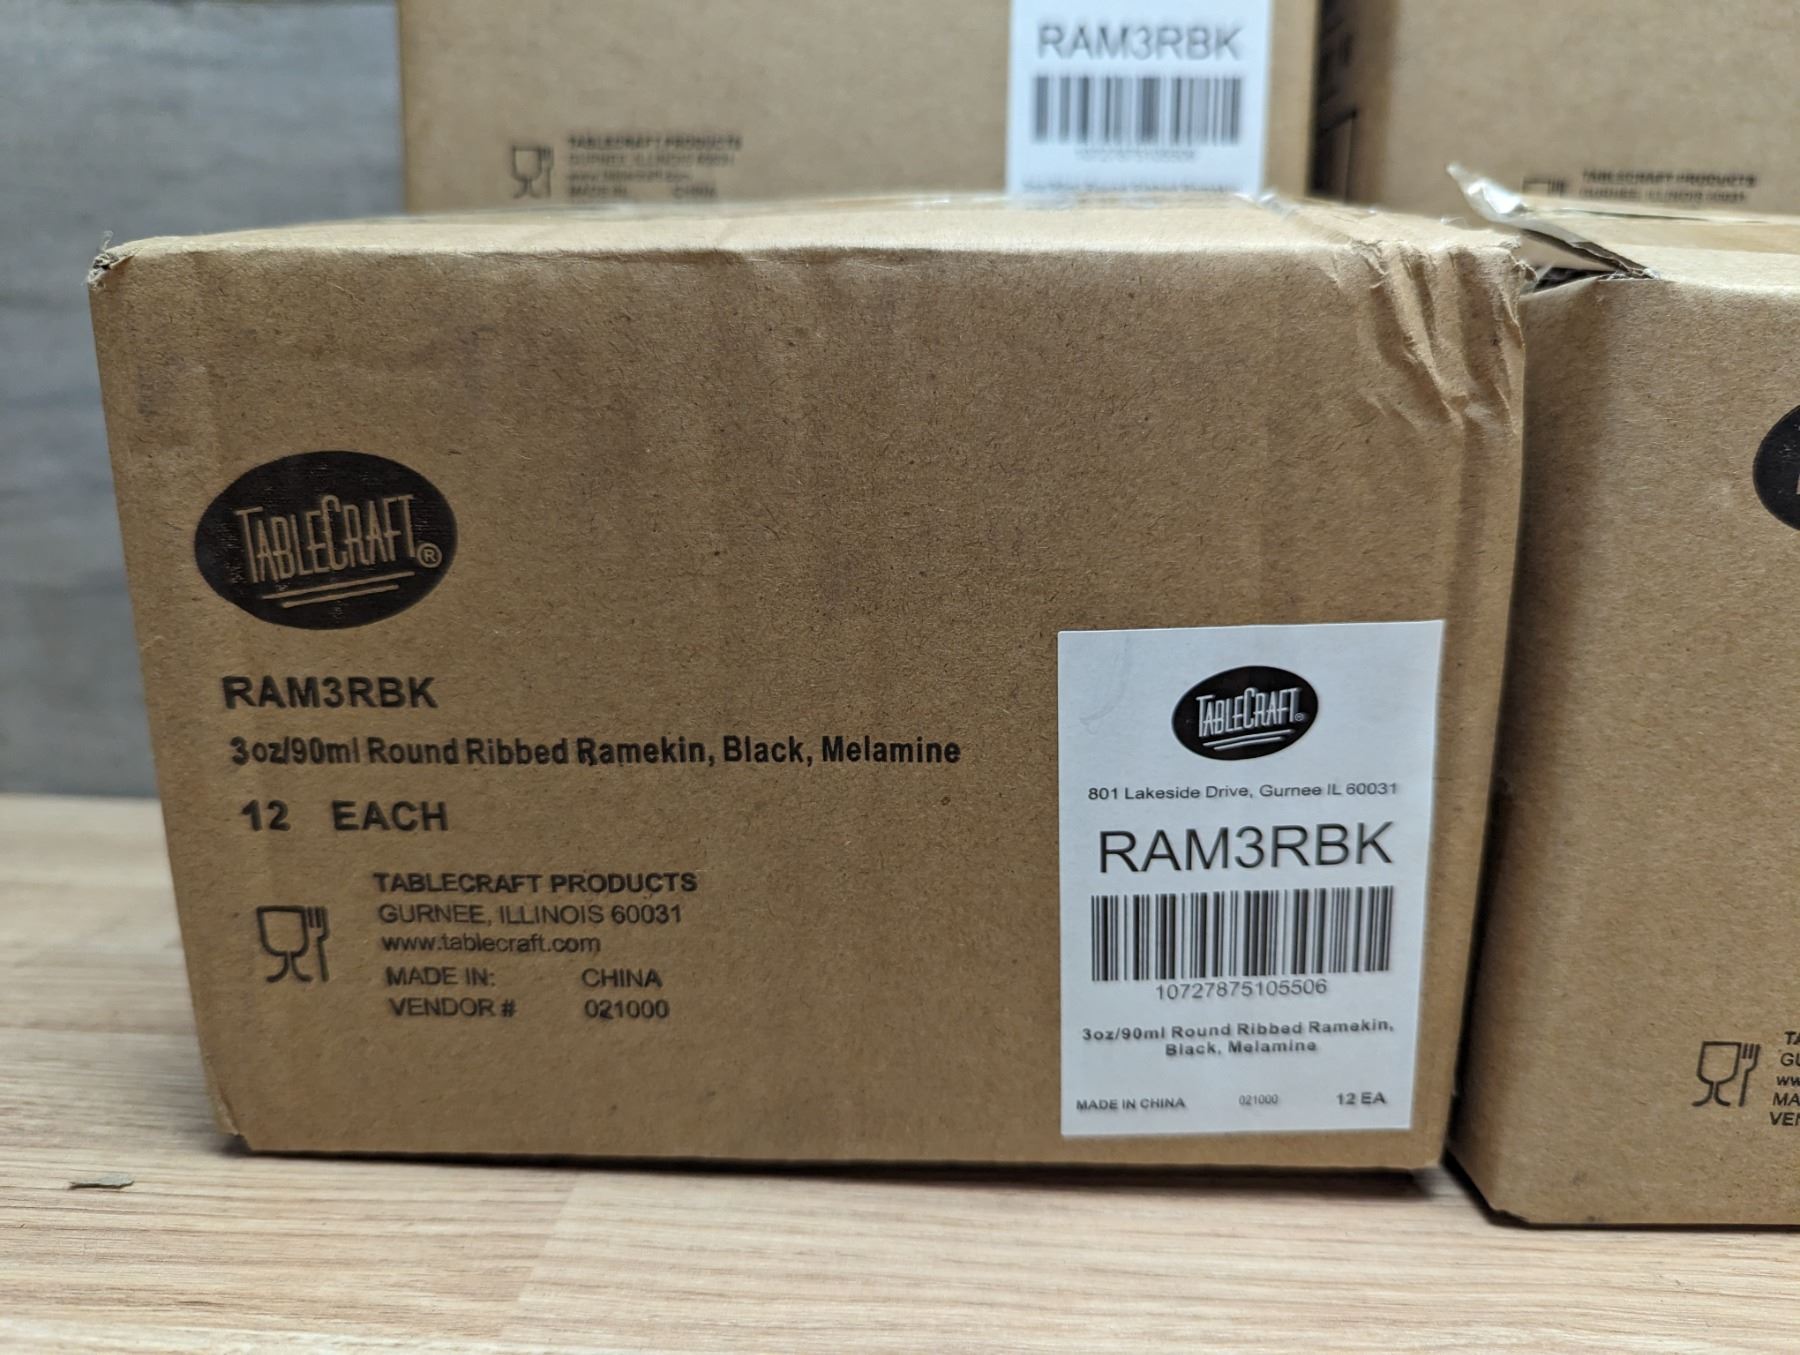 RAM3RBK
TABLECRAFT PRODUCTS
TABLECRAFT PRODUCTS
TABLECRAFT®
RAM3RBK
3oz/90ml Round Ribbed Ramekin, Black, Melamine
12 EACH
TABLECRAFT PRODUCTS
GURNEE, ILLINOIS 60031
www.tablecraft.com
MADE IN: CHINA
VENDOR # 021000
TABLECRAFT®
801 Lakeside Drive, Gurnee IL 60031
RAM3RBK
10727875105506
3oz/90ml Round Ribbed Ramekin,
Black, Melamine
MADE IN CHINA 021000 12 EA